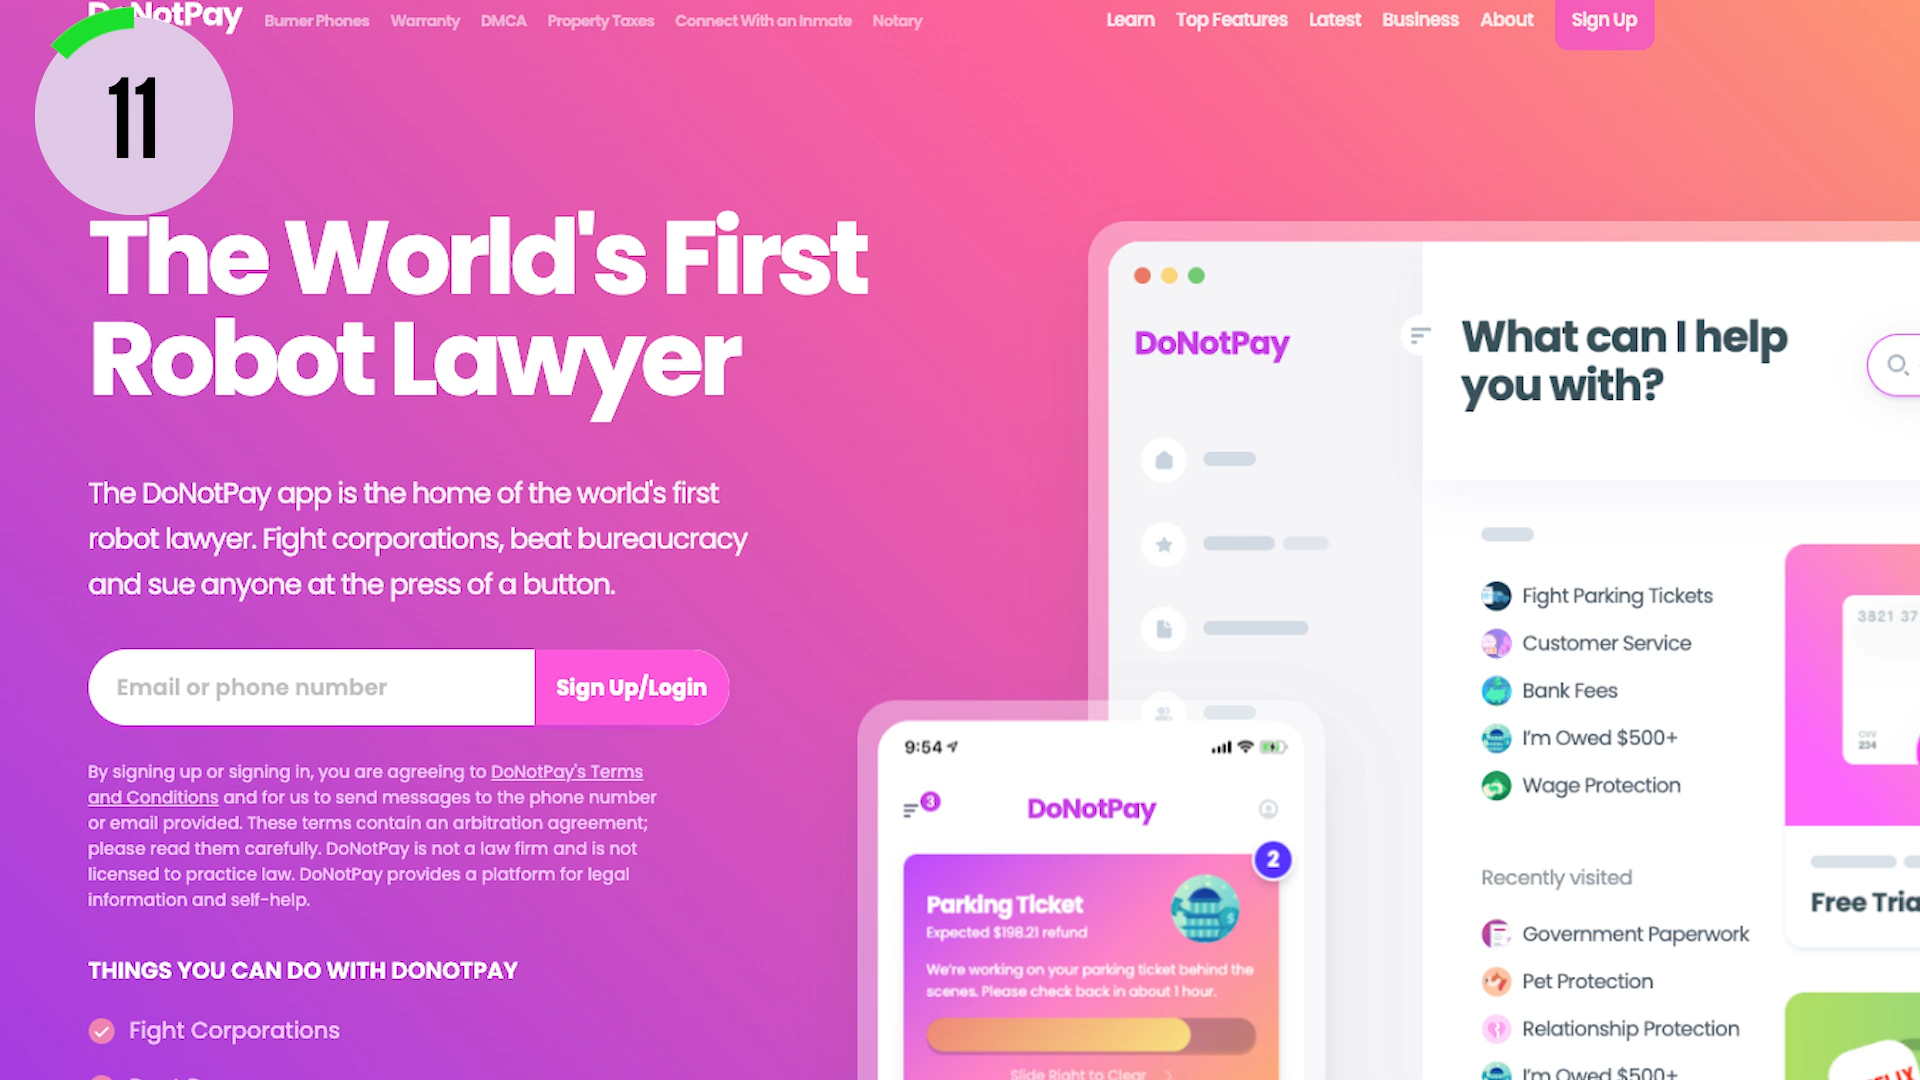 DoNotPay Burner Phones Warranty DMCA Property Taxes Connect With an Inmate Notary Learn Top Features Latest Business About Sign Up
11
The World's First
Robot Lawyer
The DoNotPay app is the home of the world's first
robot lawyer. Fight corporations, beat bureaucracy
and sue anyone at the press of a button.
Email or phone number Sign Up/Login
By signing up or signing in, you are agreeing to DoNotPay's Terms
and Conditions and for us to send messages to the phone number
or email provided. These terms contain an arbitration agreement;
please read them carefully. DoNotPay is not a law firm and is not
licensed to practice law. DoNotPay provides a platform for legal
information and self-help.
THINGS YOU CAN DO WITH DONOTPAY
Fight Corporations
DoNotPay
What can I help
you with?
Fight Parking Tickets
Customer Service
Bank Fees
I'm Owed $500+
Wage Protection
Recently visited
Government Paperwork
Pet Protection
Relationship Protection
I'm Owed $500+
3821 37
CVV
234
Free Tria
9:54
3
DoNotPay
2
Parking Ticket
Expected $198.21 refund
We're working on your parking ticket behind the
scenes. Please check back in about 1 hour.
Slide Right to Clear